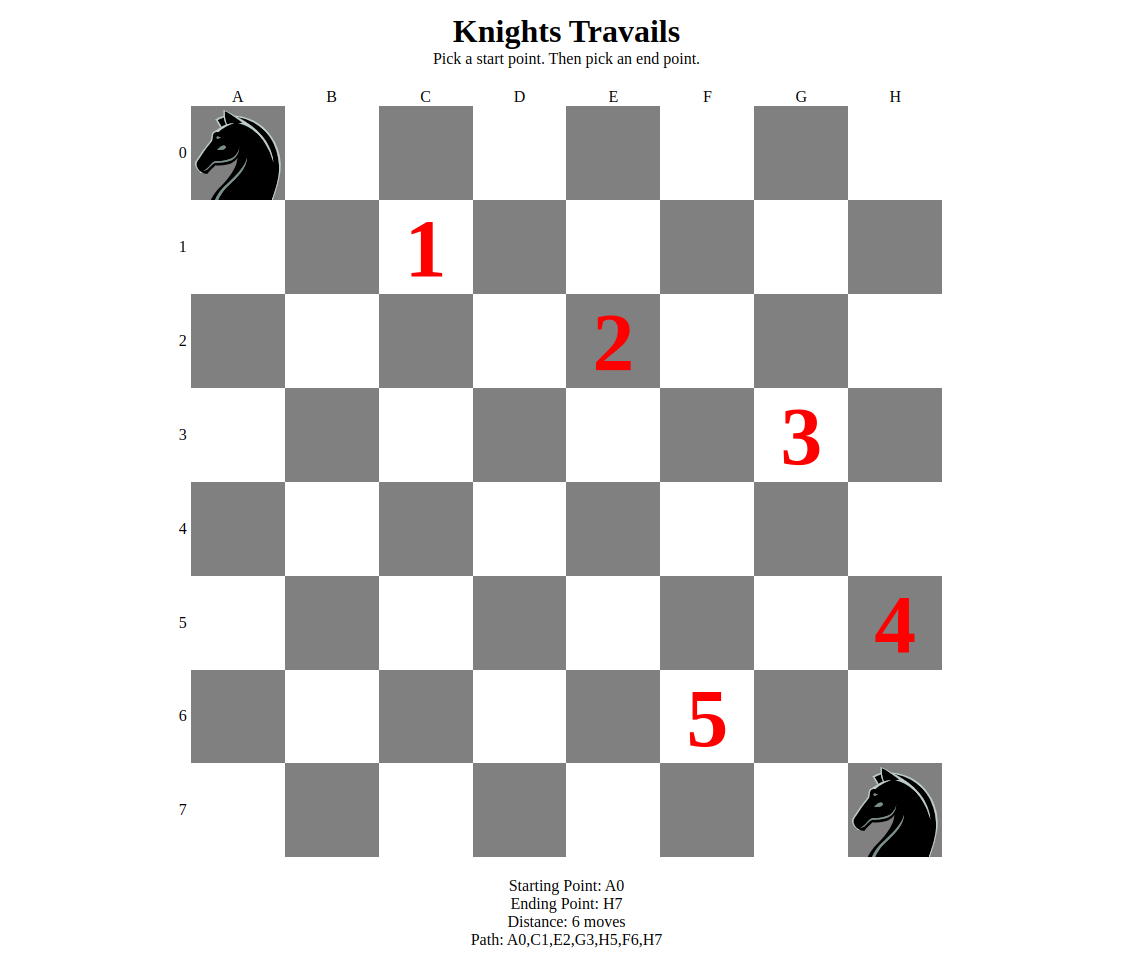 Knights Travails
Pick a start point. Then pick an end point.
A B C D E F G H
0
1 1
2 2
3 3
4
5 4
6 5
7
Starting Point: A0
Ending Point: H7
Distance: 6 moves
Path: A0,C1,E2,G3,H5,F6,H7